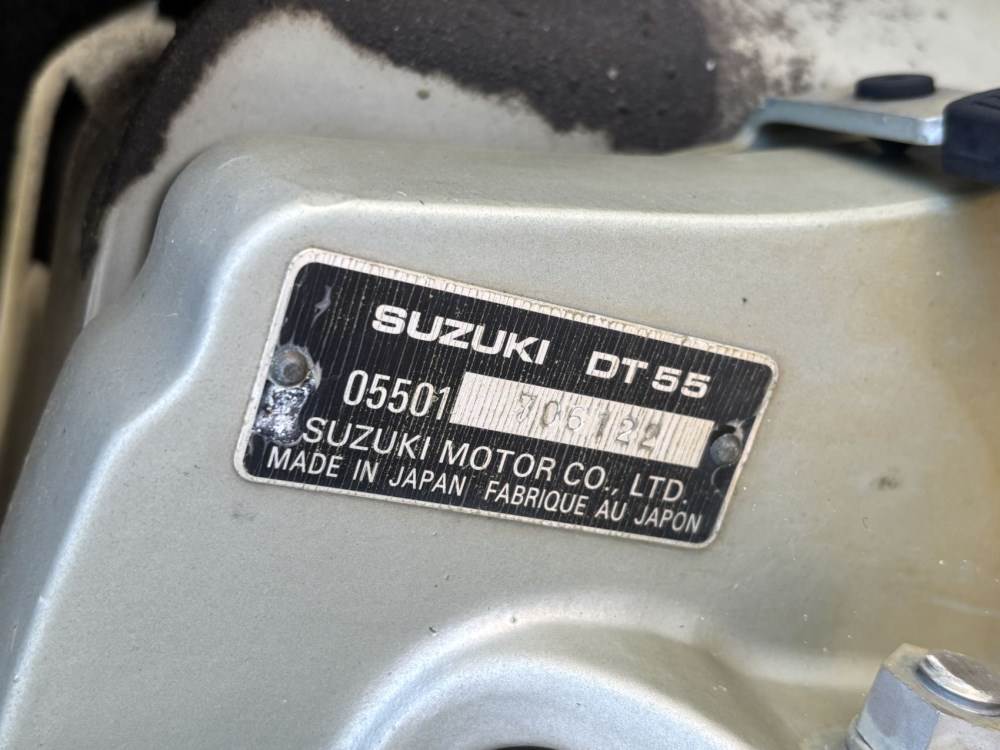 SUZUKI DT55
05501 706122
SUZUKI MOTOR CO., LTD.
MADE IN JAPAN FABRIQUE AU JAPON